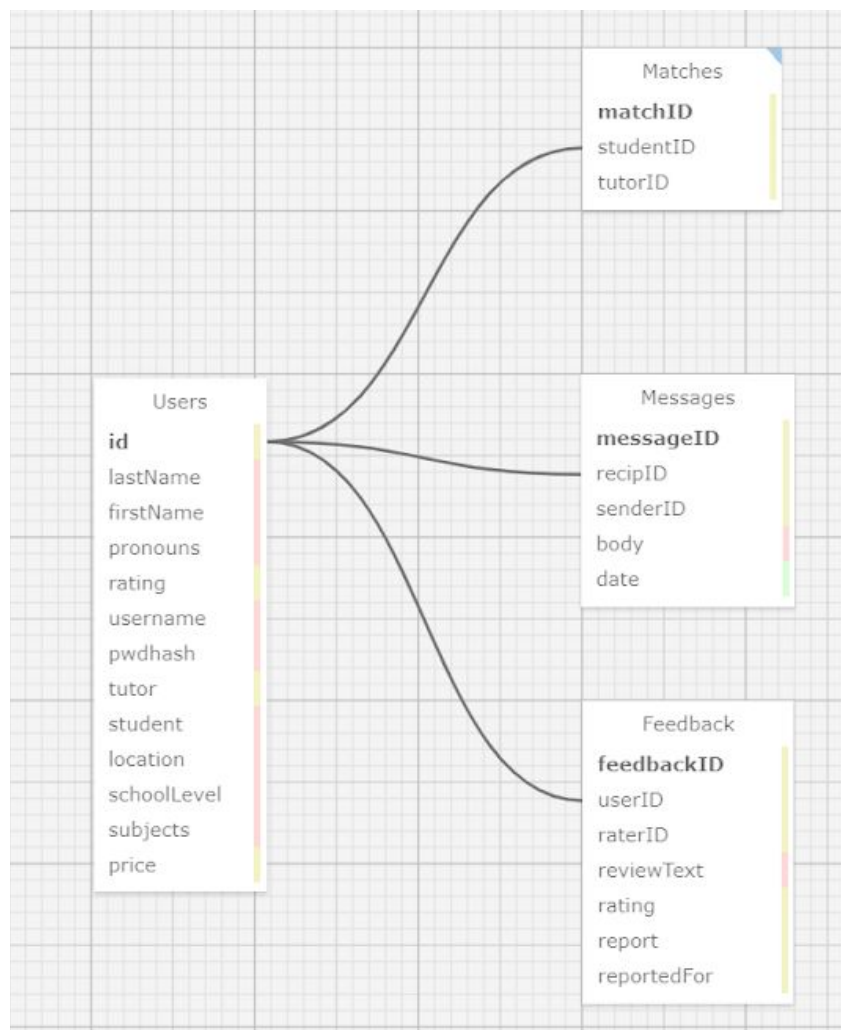 Matches
matchID
studentID
tutorID
Users
id
lastName
firstName
pronouns
rating
username
pwdhash
tutor
student
location
schoolLevel
subjects
price
Messages
messageID
recipID
senderID
body
date
Feedback
feedbackID
userID
raterID
reviewText
rating
report
reportedFor